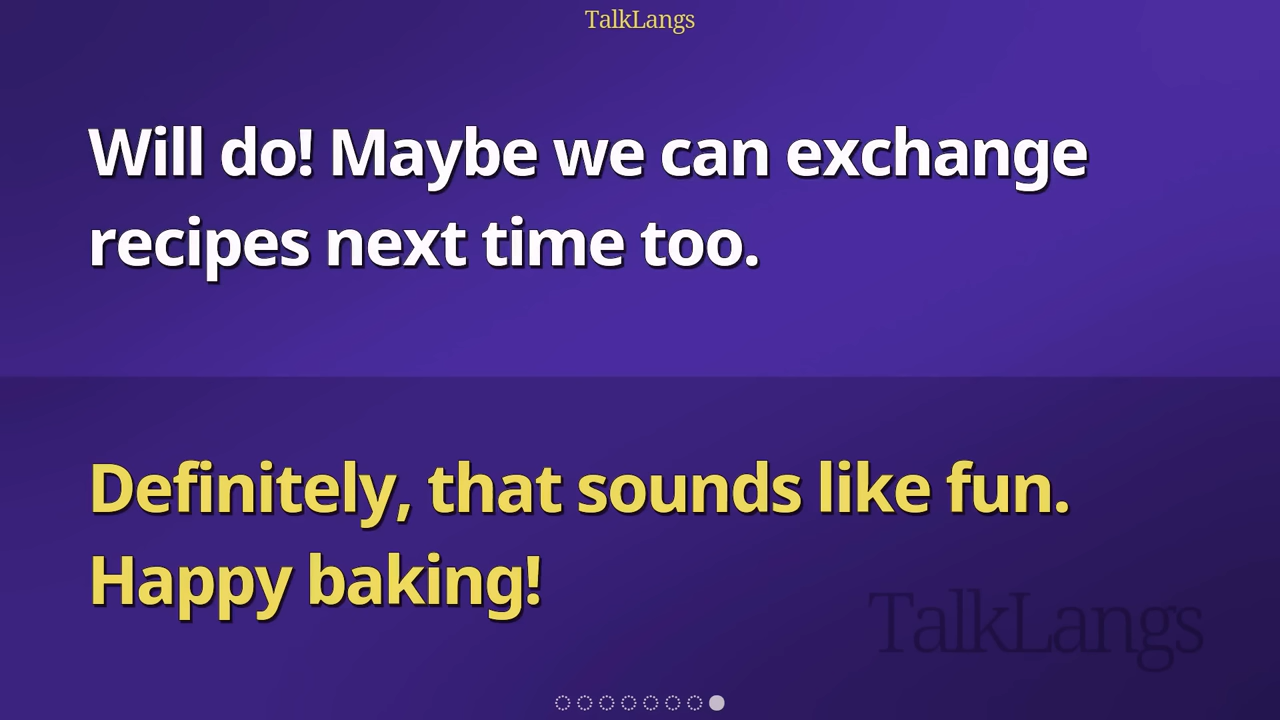 TalkLangs
Will do! Maybe we can exchange
recipes next time too.
Definitely, that sounds like fun.
Happy baking!
TalkLangs